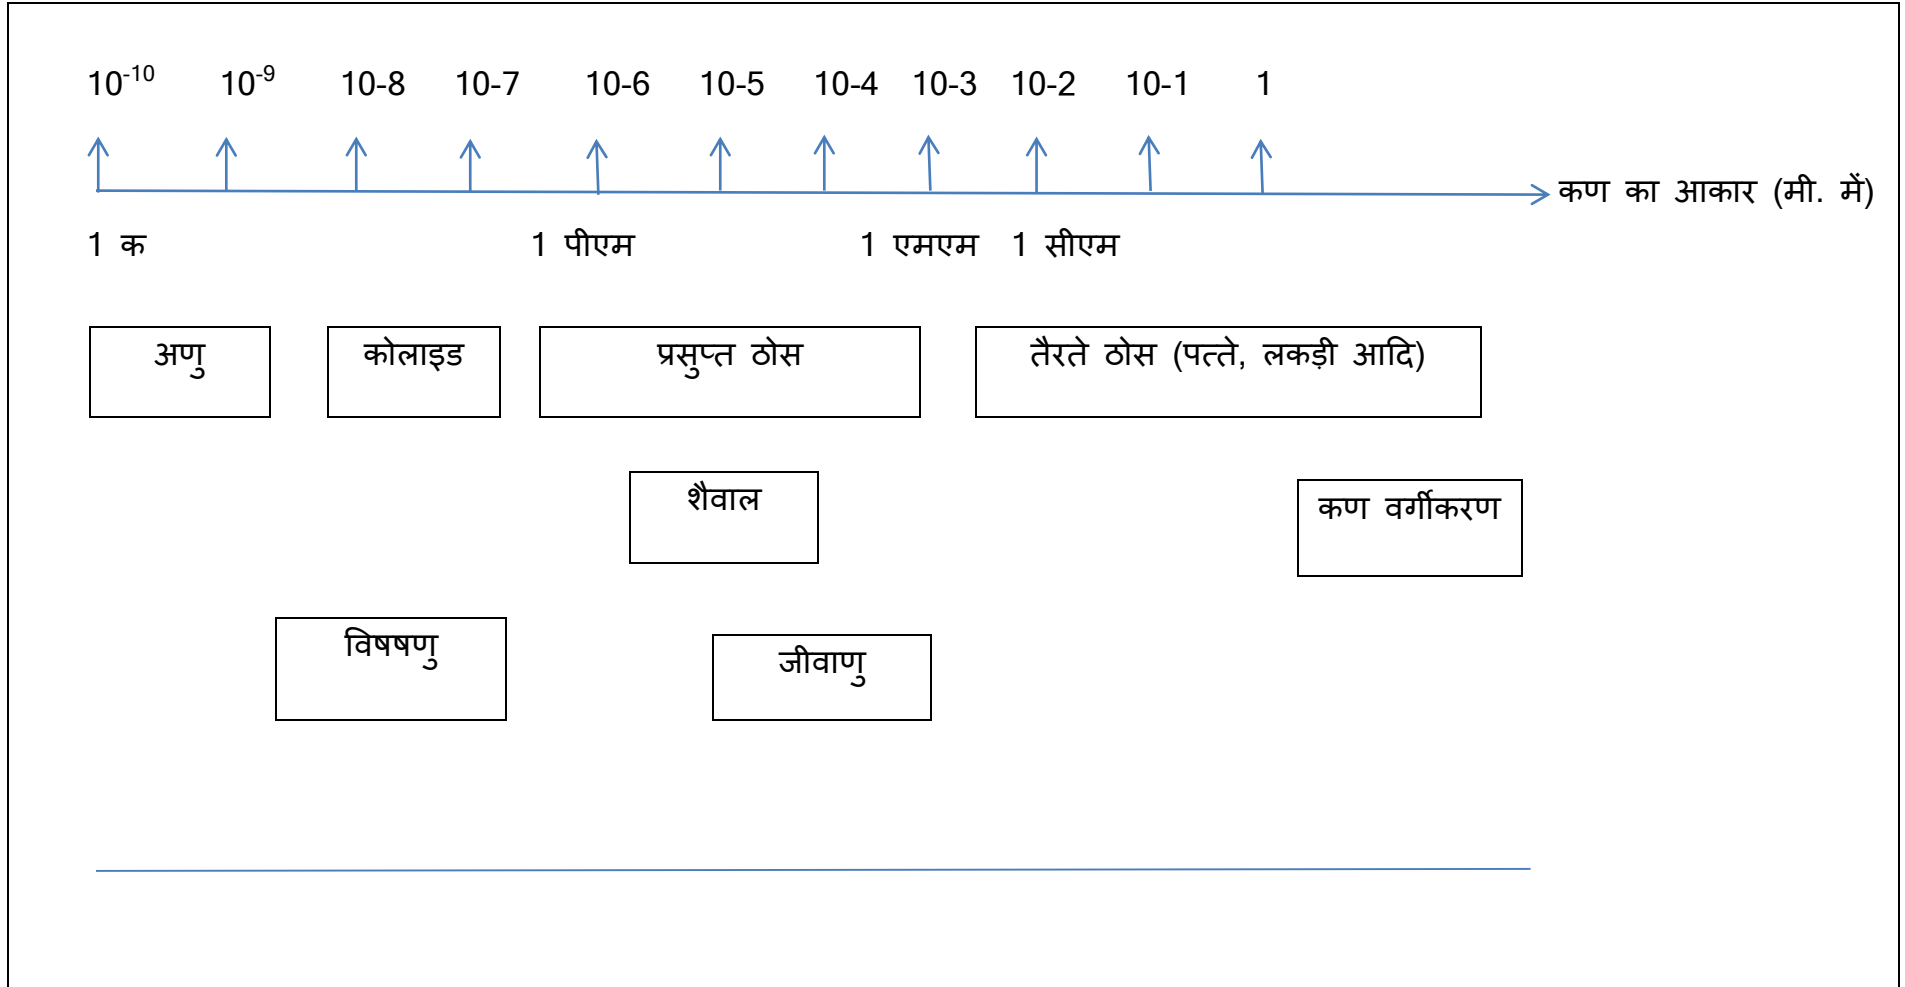 10⁻¹⁰ 10⁻⁹ 10-8 10-7 10-6 10-5 10-4 10-3 10-2 10-1 1
कण का आकार (मी. में)
1 क 1 पीएम 1 एमएम 1 सीएम
अणु कोलाइड प्रसुप्त ठोस तैरते ठोस (पत्ते, लकड़ी आदि)
शैवाल कण वर्गीकरण
विषषणु जीवाणु